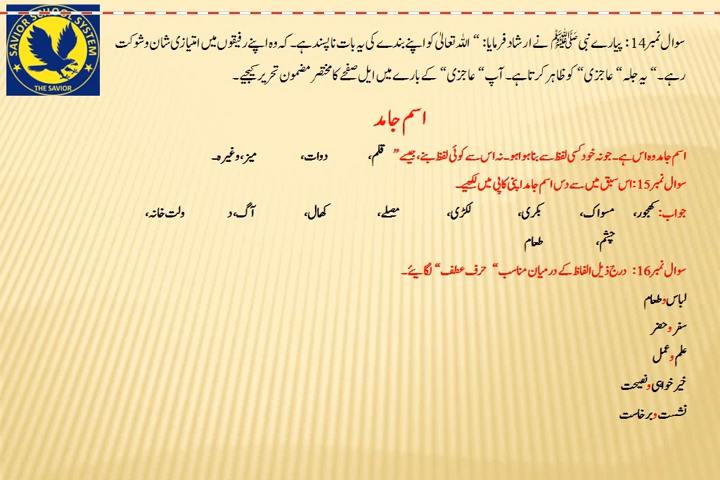 SAVIOR SCHOOL SYSTEM
THE SAVIOR
سوال نمبر14: پیارے نبی ﷺ نے ارشاد فرمایا: “ اللہ تعالیٰ کو اپنے بندے کی یہ بات ناپسند ہے۔ کہ وہ اپنے رفیقوں میں امتیازی شان و شوکت
رہے۔“ یہ جملہ “ عاجزی“ کو ظاہر کرتا ہے۔ آپ “ عاجزی“ کے بارے میں ایل صفحے کا مختصر مضمون تحریر کیجیے۔
اسم جامد
اسم جامد وہ اس ہے۔ جو نہ خود کسی لفظ سے بنا ہوا ہو۔ نہ اس سے کوئی لفظ بنے، جیسے ” قلم، دوات، میز، وغیرہ۔
سوال نمبر15: اس سبق میں سے دس اسم جامد اپنی کاپی میں لکھیے۔
جواب: کھجور، مسواک، بکری، لکڑی، مصلے، کھال، آگ، د ولت خانہ،
چشم، طعام
سوال نمبر16: درج ذیل الفاظ کے درمیان مناسب “ حرف عطف“ لگائیے۔
لباس و طعام
سفر و حضر
علم و عمل
خیر خواہی و نصیحت
نشست و برخاست